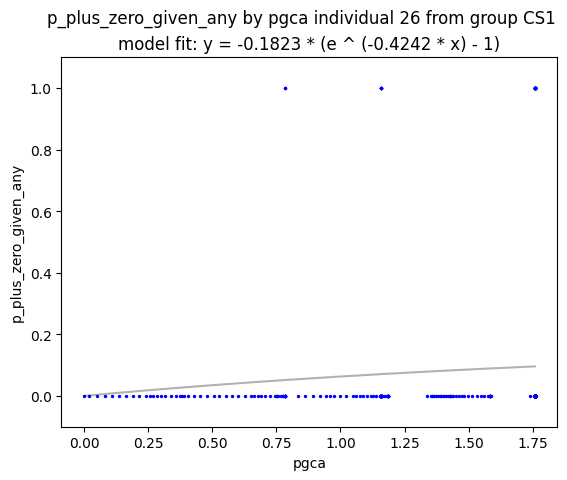 p_plus_zero_given_any by pgca individual 26 from group CS1
model fit: y = -0.1823 * (e ^ (-0.4242 * x) - 1)
1.0
0.8
0.6
0.4
0.2
0.0
p_plus_zero_given_any
0.00 0.25 0.50 0.75 1.00 1.25 1.50 1.75
pgca